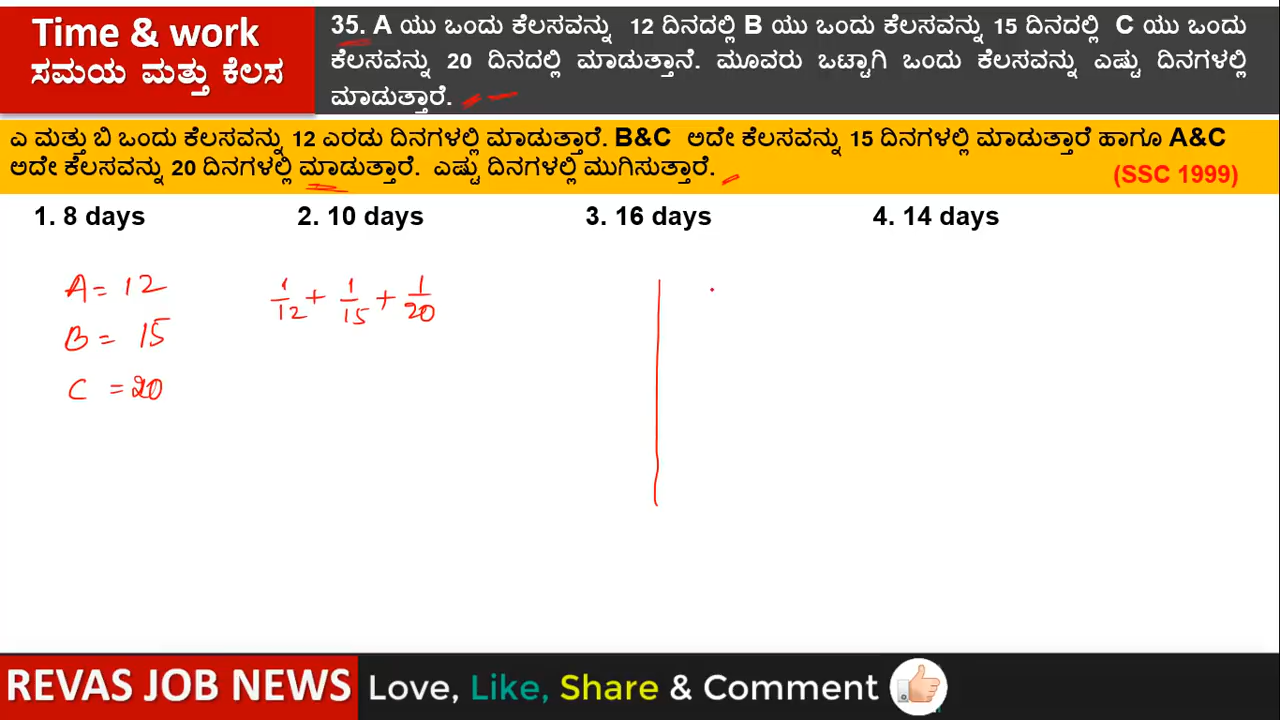 Time & work
ಸಮಯ ಮತ್ತು ಕೆಲಸ
35. A ಯು ಒಂದು ಕೆಲಸವನ್ನು 12 ದಿನದಲ್ಲಿ B ಯು ಒಂದು ಕೆಲಸವನ್ನು 15 ದಿನದಲ್ಲಿ C ಯು ಒಂದು
ಕೆಲಸವನ್ನು 20 ದಿನದಲ್ಲಿ ಮಾಡುತ್ತಾನೆ. ಮೂವರು ಒಟ್ಟಾಗಿ ಒಂದು ಕೆಲಸವನ್ನು ಎಷ್ಟು ದಿನಗಳಲ್ಲಿ
ಮಾಡುತ್ತಾರೆ.
ಎ ಮತ್ತು ಬಿ ಒಂದು ಕೆಲಸವನ್ನು 12 ಎರಡು ದಿನಗಳಲ್ಲಿ ಮಾಡುತ್ತಾರೆ. B&C ಅದೇ ಕೆಲಸವನ್ನು 15 ದಿನಗಳಲ್ಲಿ ಮಾಡುತ್ತಾರೆ ಹಾಗೂ A&C
ಅದೇ ಕೆಲಸವನ್ನು 20 ದಿನಗಳಲ್ಲಿ ಮಾಡುತ್ತಾರೆ. ಎಷ್ಟು ದಿನಗಳಲ್ಲಿ ಮುಗಿಸುತ್ತಾರೆ.
(SSC 1999)
1. 8 days 2. 10 days 3. 16 days 4. 14 days
A = 12
1/12 + 1/15 + 1/20
B = 15
C = 20
REVAS JOB NEWS Love, Like, Share & Comment